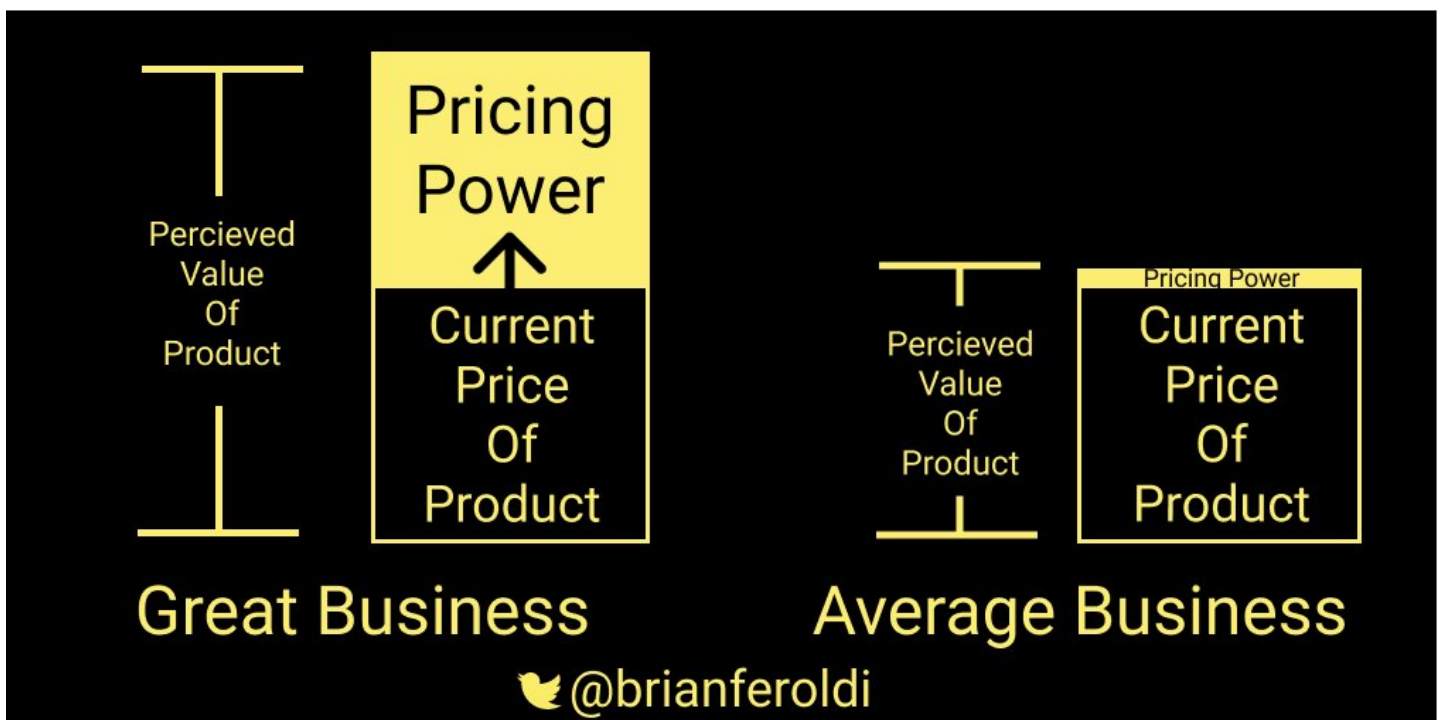 Percieved
Value
Of
Product
Pricing
Power
Current
Price
Of
Product
Great Business
Percieved
Value
Of
Product
Pricing Power
Current
Price
Of
Product
Average Business
@brianferoldi